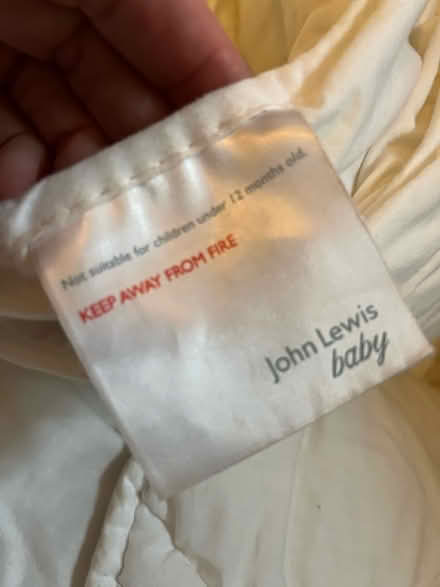 Not suitable for children under 12 months old.
KEEP AWAY FROM FIRE
John Lewis
baby